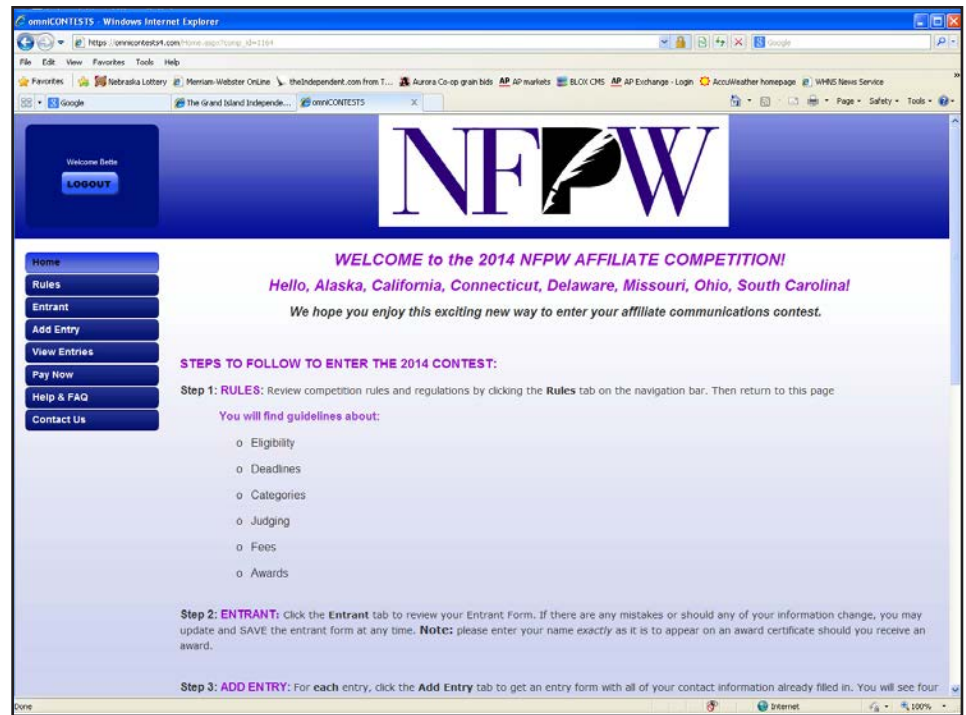 omniCONTESTS - Windows Internet Explorer
https://omnicontests4.com/Home.aspx?comp_id=1164
Google
File Edit View Favorites Tools Help
Favorites Nebraska Lottery Merriam-Webster OnLine theIndependent.com from T... Aurora Co-op grain bids AP AP markets BLOX CMS AP AP Exchange - Login AccuWeather homepage WHNS News Service
Google The Grand Island Independe... omniCONTESTS X Page Safety Tools
Welcome Bette
LOGOUT
NFPW
Home
Rules
Entrant
Add Entry
View Entries
Pay Now
Help & FAQ
Contact Us
WELCOME to the 2014 NFPW AFFILIATE COMPETITION!
Hello, Alaska, California, Connecticut, Delaware, Missouri, Ohio, South Carolina!
We hope you enjoy this exciting new way to enter your affiliate communications contest.
STEPS TO FOLLOW TO ENTER THE 2014 CONTEST:
Step 1: RULES: Review competition rules and regulations by clicking the Rules tab on the navigation bar. Then return to this page
You will find guidelines about:
o Eligibility
o Deadlines
o Categories
o Judging
o Fees
o Awards
Step 2: ENTRANT: Click the Entrant tab to review your Entrant Form. If there are any mistakes or should any of your information change, you may
update and SAVE the entrant form at any time. Note: please enter your name exactly as it is to appear on an award certificate should you receive an
award.
Step 3: ADD ENTRY: For each entry, click the Add Entry tab to get an entry form with all of your contact information already filled in. You will see four
Done Internet 100%